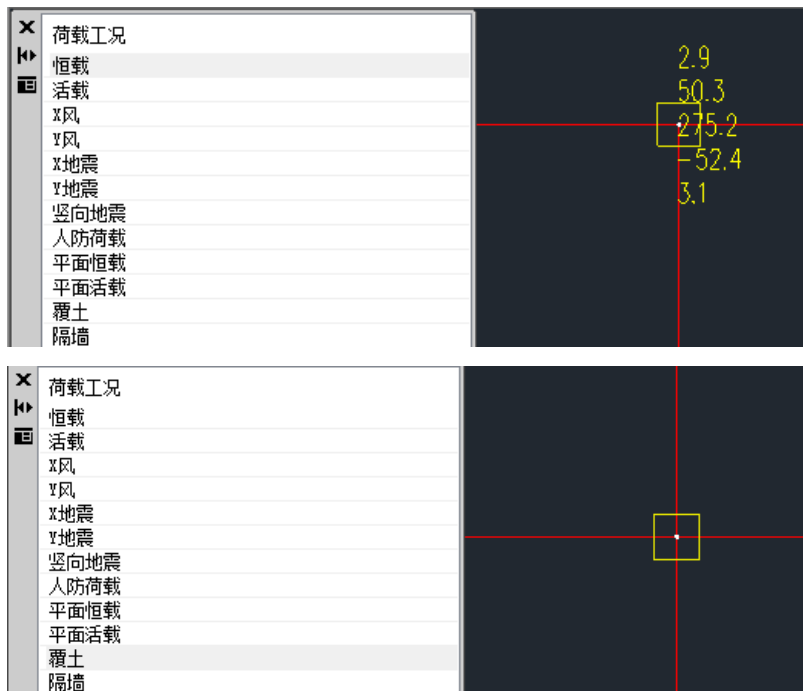 荷载工况
恒载
活载
X风
Y风
X地震
Y地震
竖向地震
人防荷载
平面恒载
平面活载
覆土
隔墙
2.9
50.3
275.2
-52.4
3.1
荷载工况
恒载
活载
X风
Y风
X地震
Y地震
竖向地震
人防荷载
平面恒载
平面活载
覆土
隔墙